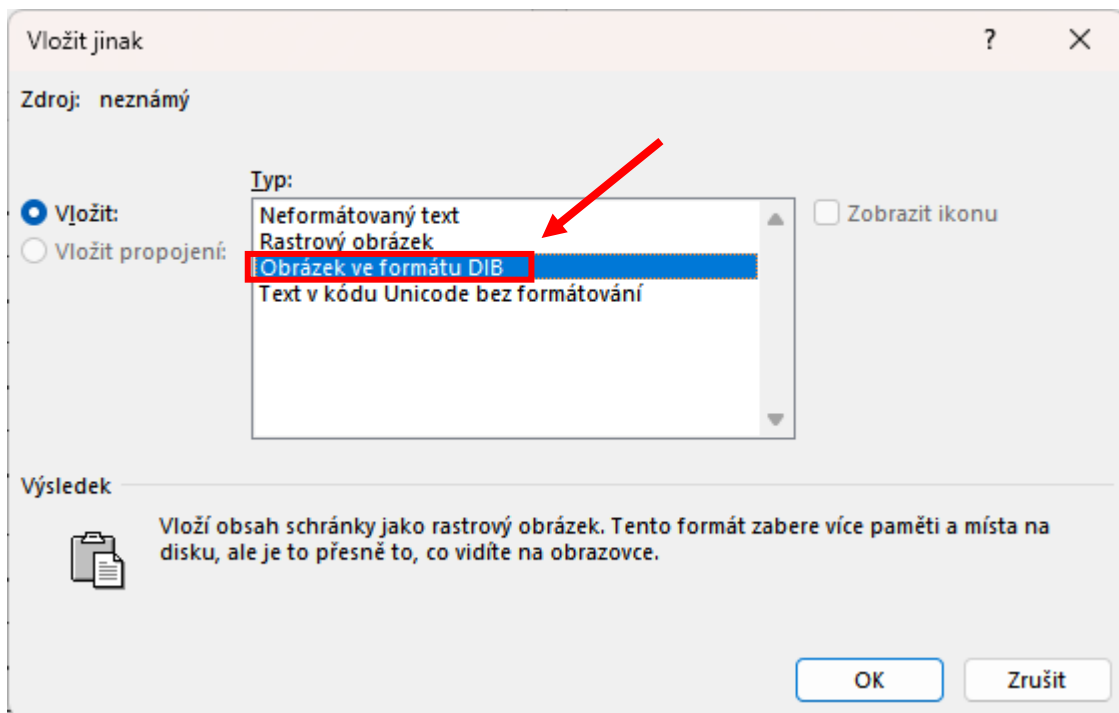 Vložit jinak
Zdroj: neznámý
Typ:
Vložit:
Vložit propojení:
Neformátovaný text
Rastrový obrázek
Obrázek ve formátu DIB
Text v kódu Unicode bez formátování
Zobrazit ikonu
Výsledek
Vloží obsah schránky jako rastrový obrázek. Tento formát zabere více paměti a místa na
disku, ale je to přesně to, co vidíte na obrazovce.
OK Zrušit